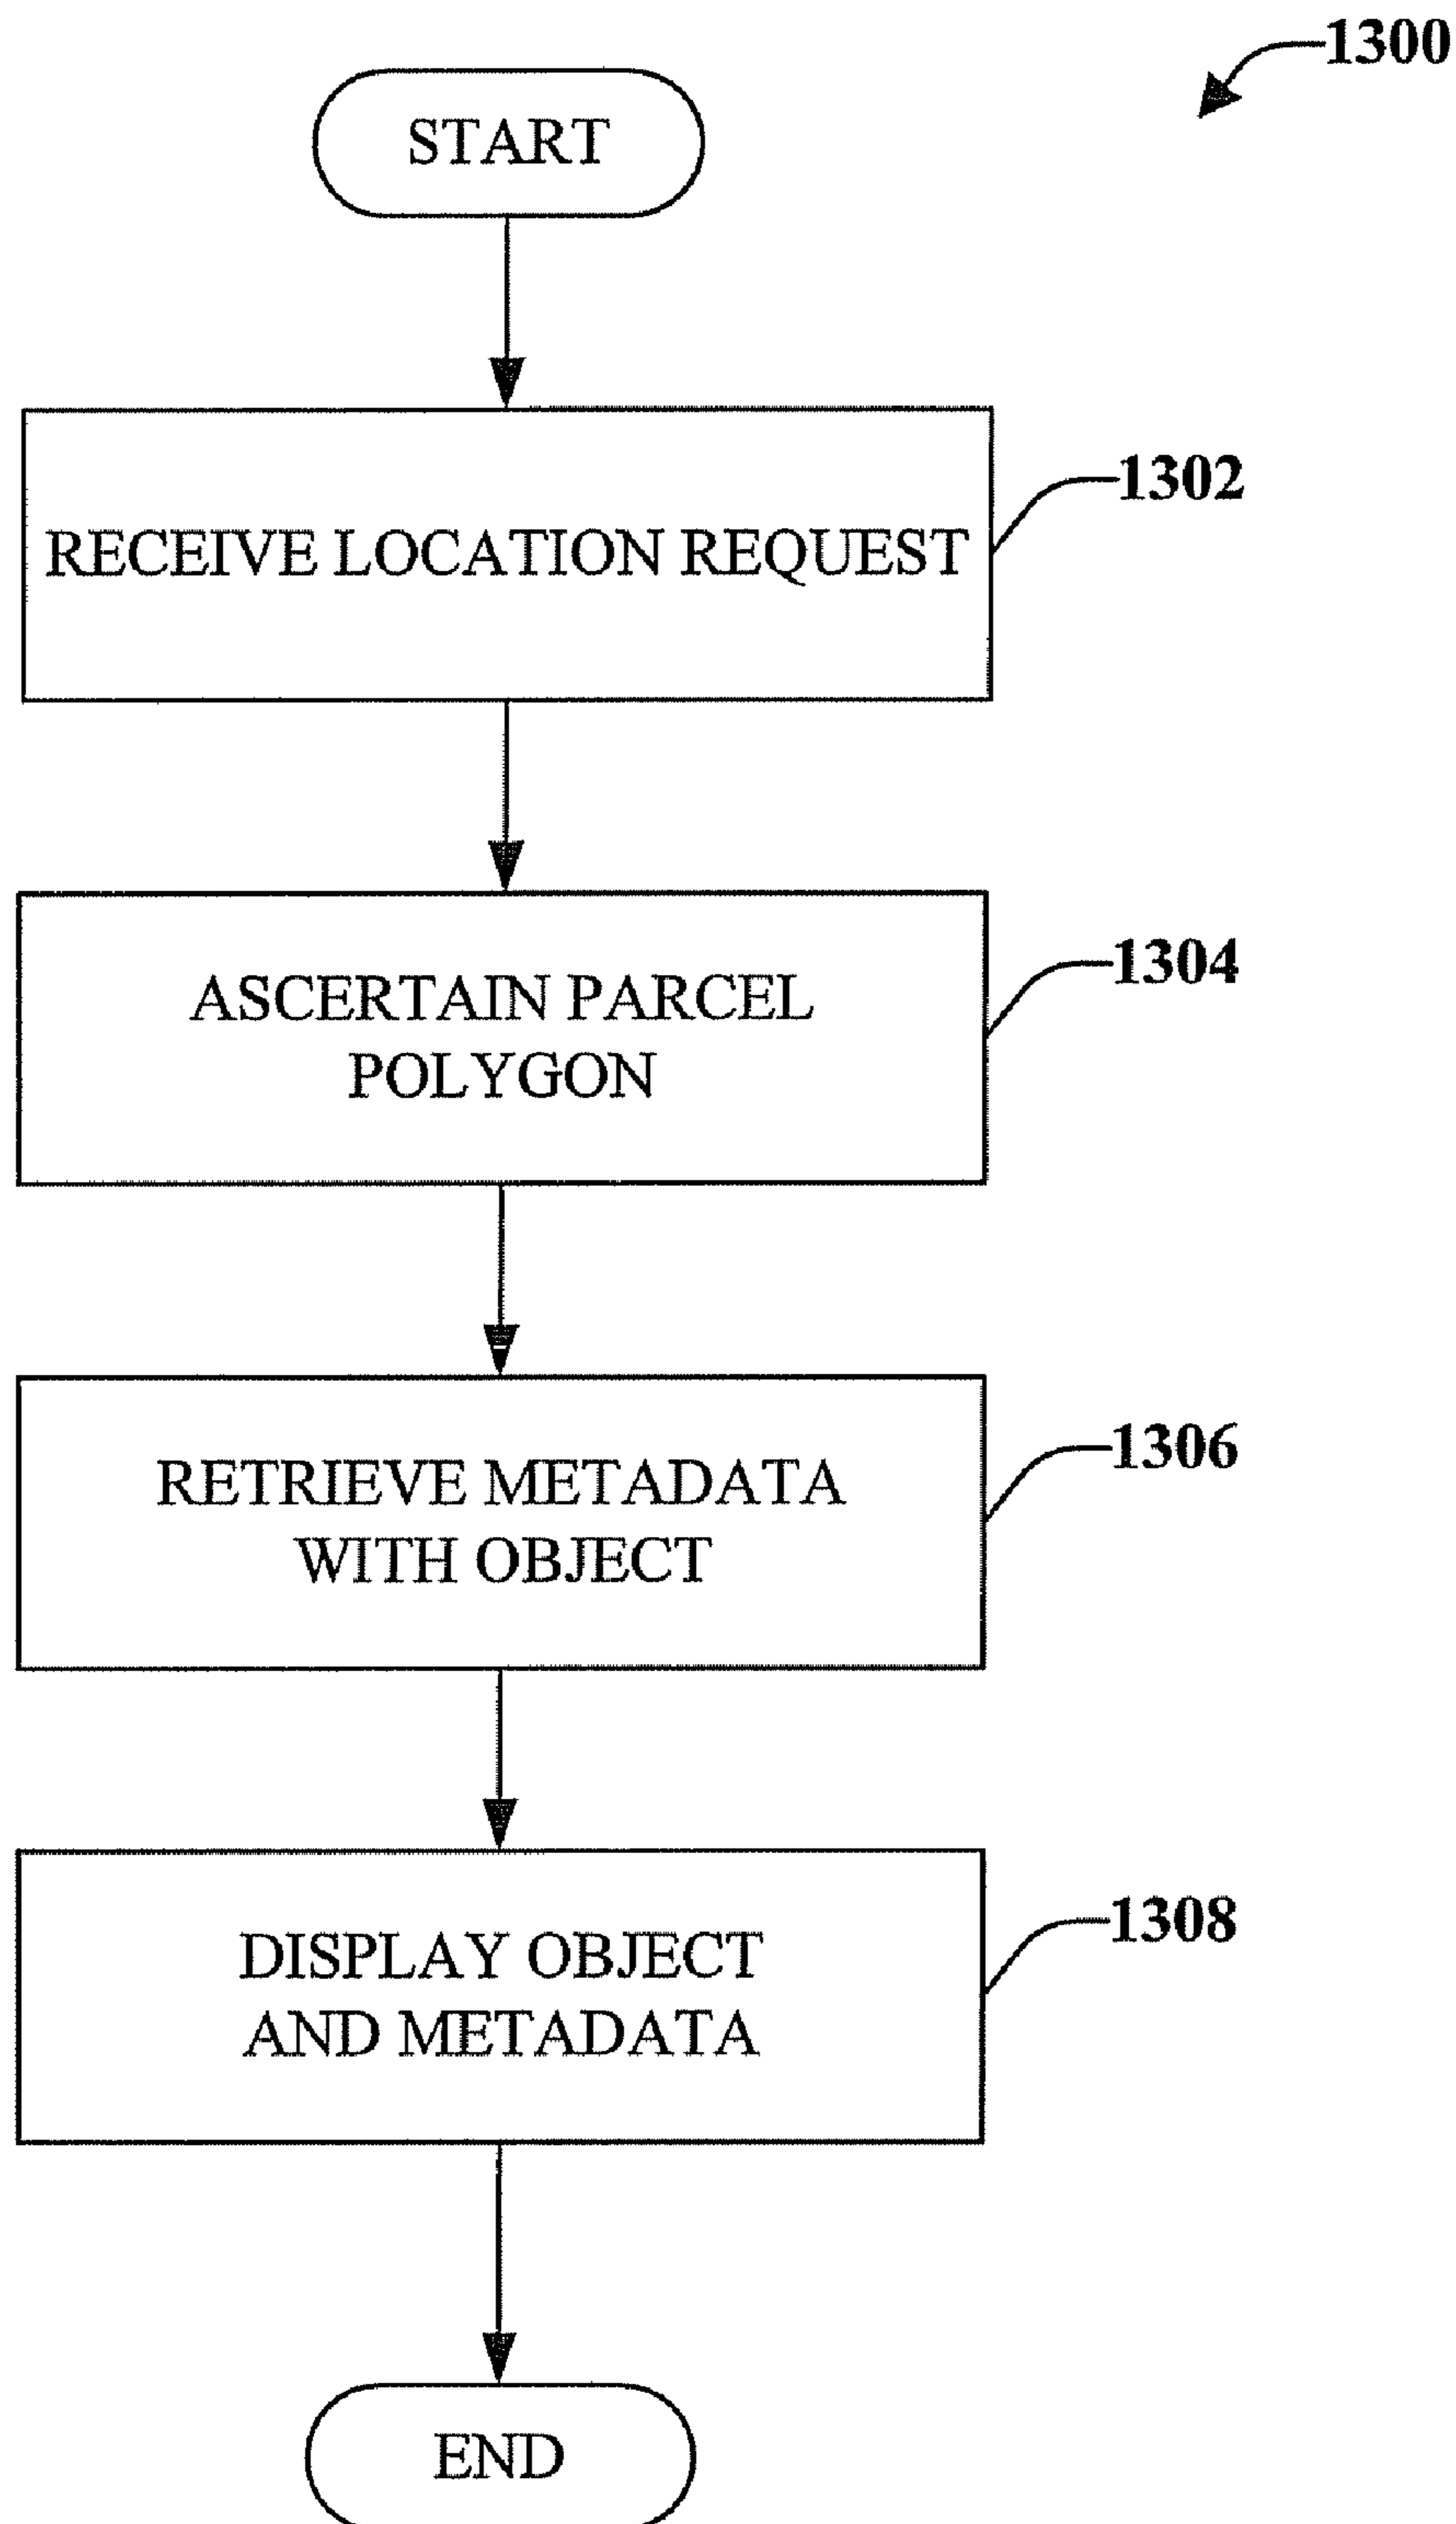 1300
START
1302
RECEIVE LOCATION REQUEST
1304
ASCERTAIN PARCEL
POLYGON
1306
RETRIEVE METADATA
WITH OBJECT
1308
DISPLAY OBJECT
AND METADATA
END